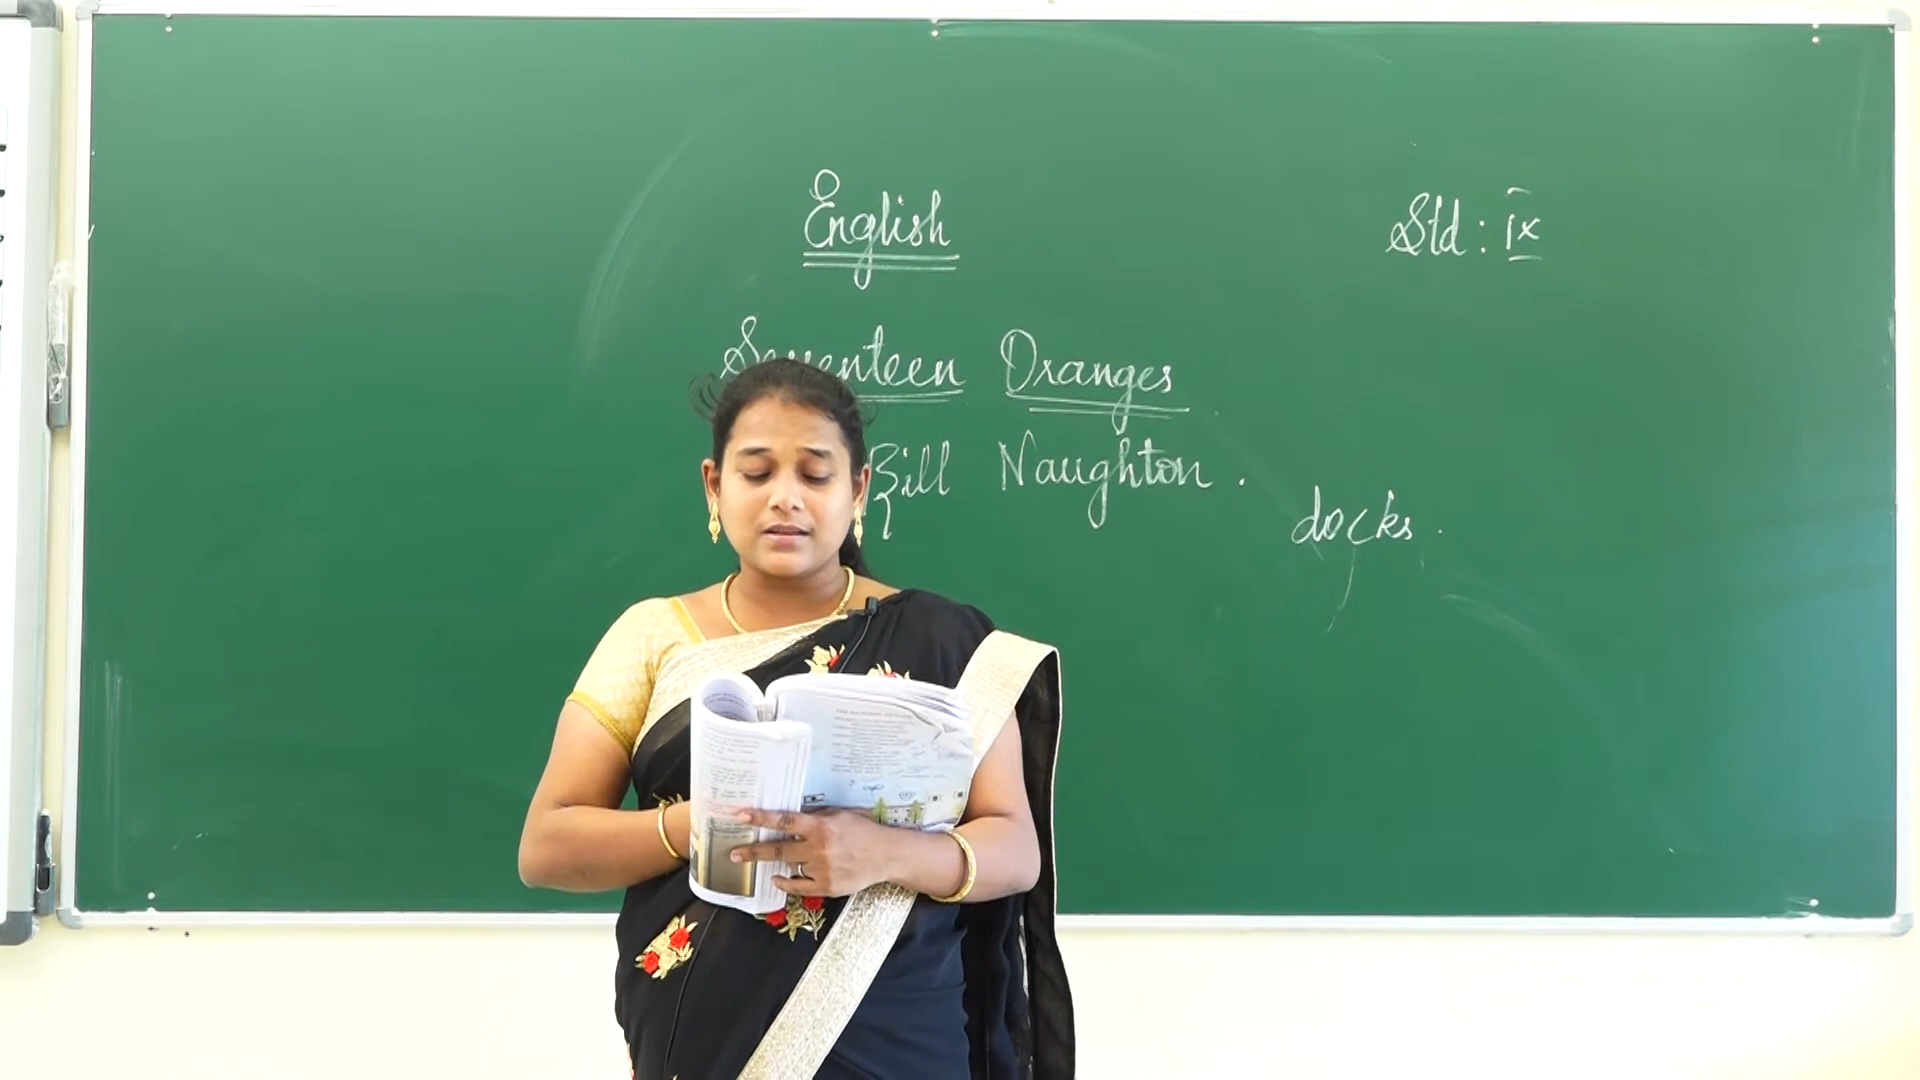 English
Std : IX
Seventeen Oranges
Bill Naughton .
docks .